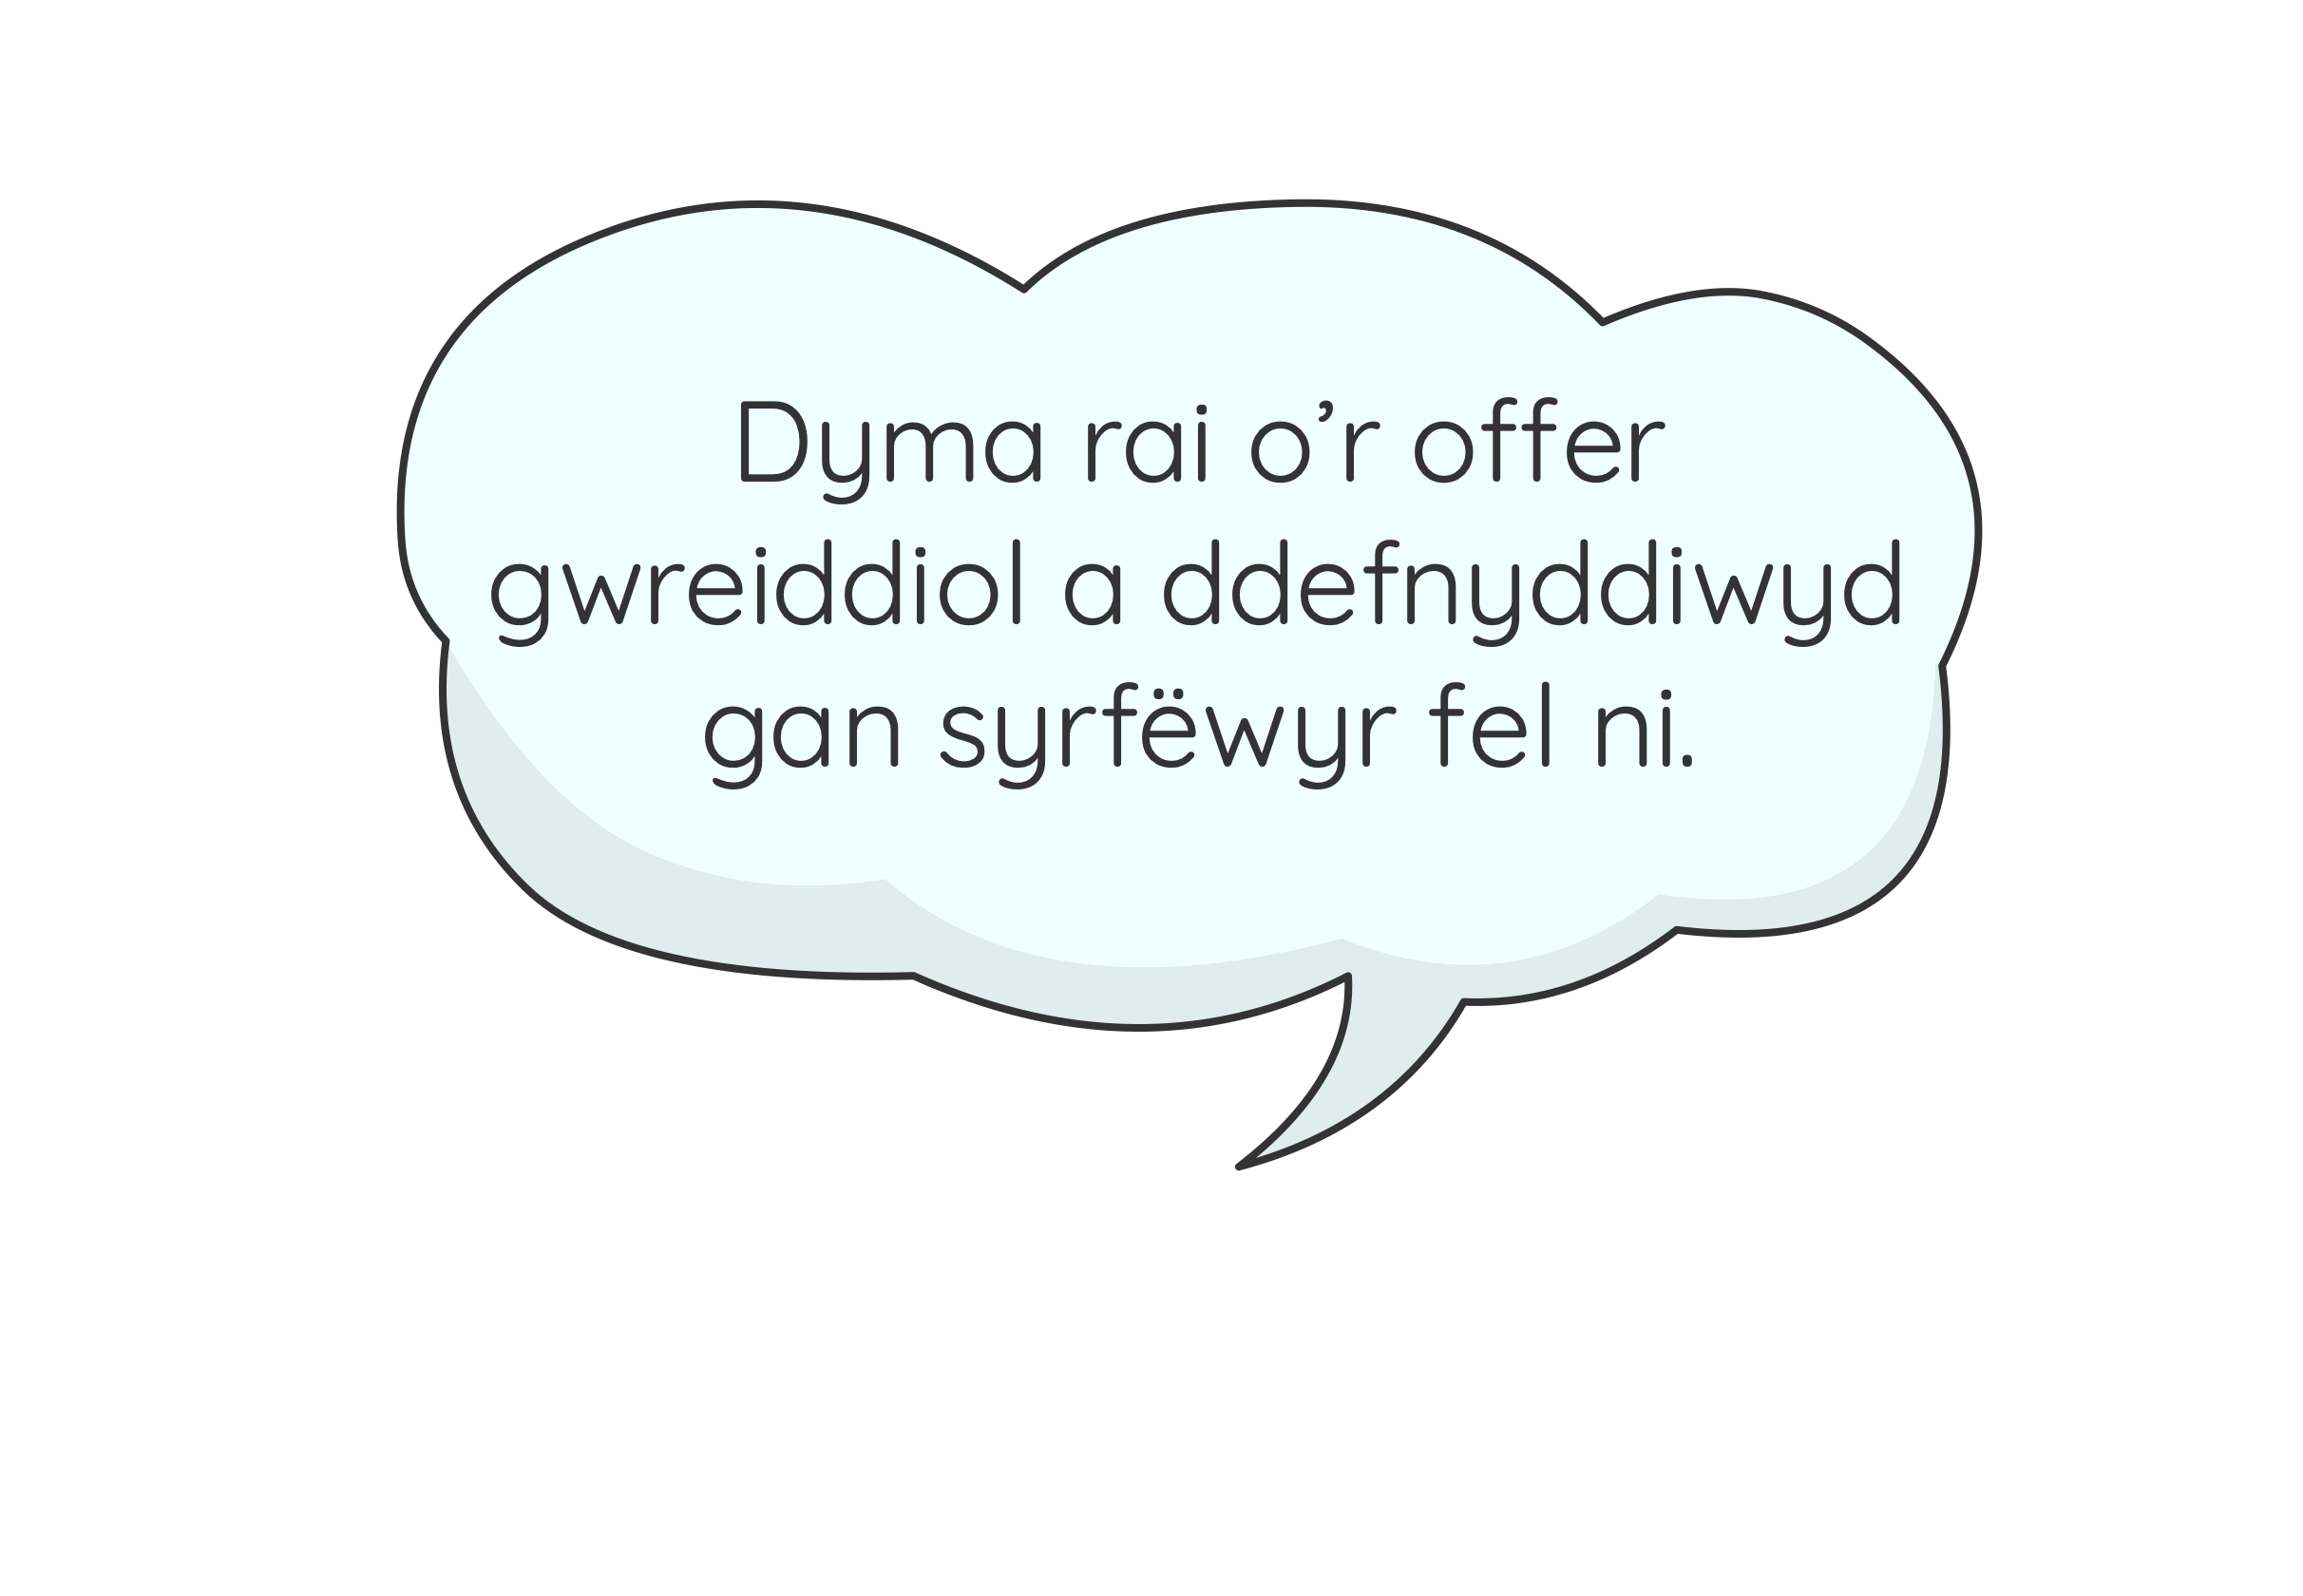 Dyma rai o’r offer
gwreiddiol a ddefnyddiwyd
gan syrfëwyr fel ni.